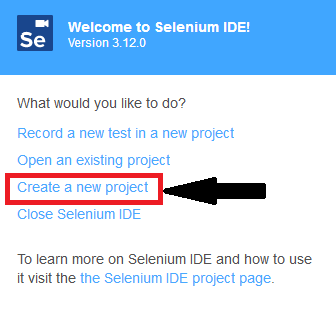 Se
Welcome to Selenium IDE!
Version 3.12.0
What would you like to do?
Record a new test in a new project
Open an existing project
Create a new project
Close Selenium IDE
To learn more on Selenium IDE and how to use
it visit the the Selenium IDE project page.